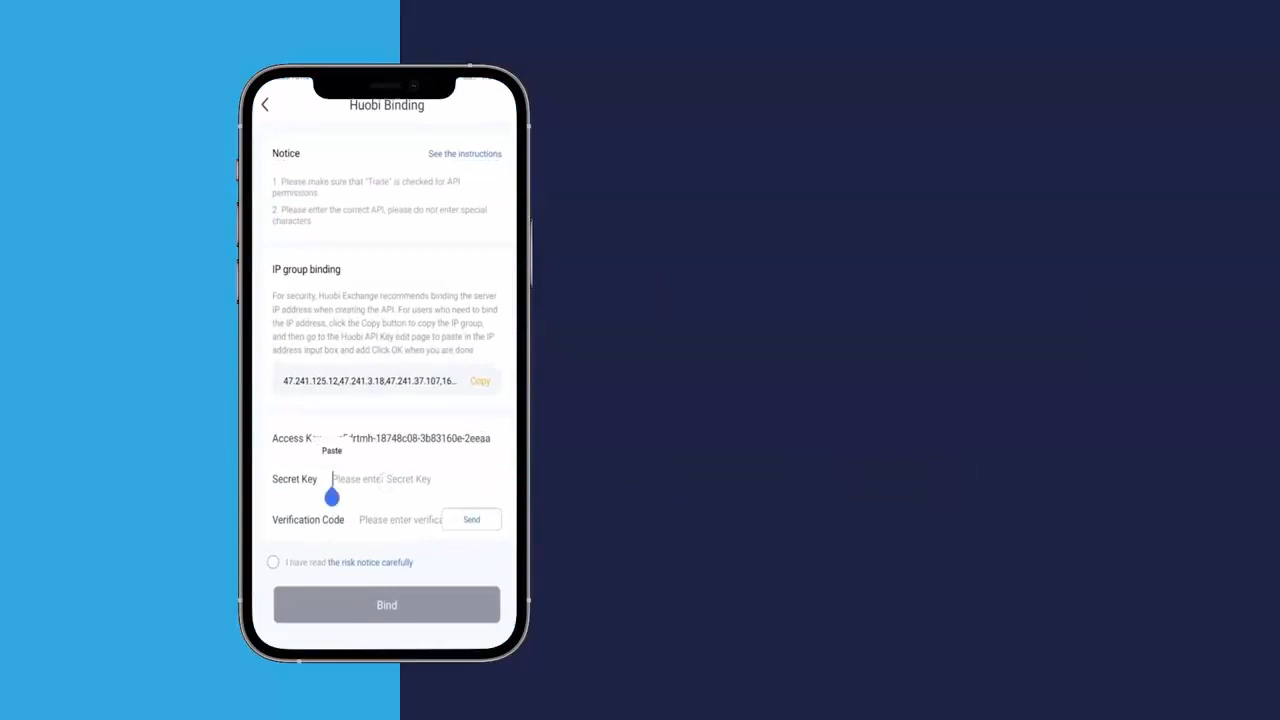 Huobi Binding
Notice See the instructions
1. Please make sure that "Trade" is checked for API
permissions
2. Please enter the correct API, please do not enter special
characters
IP group binding
For security, Huobi Exchange recommends binding the server
IP address when creating the API. For users who need to bind
the IP address, click the Copy button to copy the IP group,
and then go to the Huobi API Key edit page to paste in the IP
address input box and add Click OK when you are done
47.241.125.12,47.241.3.18,47.241.37.107,16... Copy
Access rtmh-18748c08-3b83160e-2eeaa
Paste
Secret Key Please enter Secret Key
Verification Code Please enter verifica Send
I have read the risk notice carefully
Bind